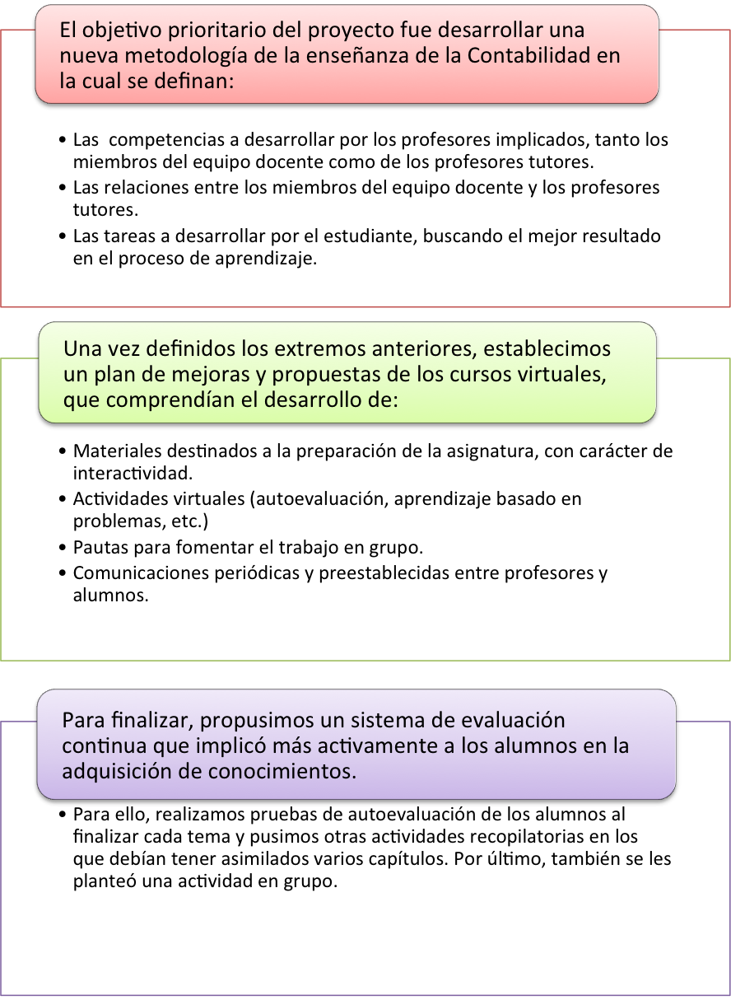 El objetivo prioritario del proyecto fue desarrollar una
nueva metodología de la enseñanza de la Contabilidad en
la cual se definan:
• Las  competencias a desarrollar por los profesores implicados, tanto los
miembros del equipo docente como de los profesores tutores.
• Las relaciones entre los miembros del equipo docente y los profesores
tutores.
• Las tareas a desarrollar por el estudiante, buscando el mejor resultado
en el proceso de aprendizaje.
Una vez definidos los extremos anteriores, establecimos
un plan de mejoras y propuestas de los cursos virtuales,
que comprendían el desarrollo de:
• Materiales destinados a la preparación de la asignatura, con carácter de
interactividad.
• Actividades virtuales (autoevaluación, aprendizaje basado en
problemas, etc.)
• Pautas para fomentar el trabajo en grupo.
• Comunicaciones periódicas y preestablecidas entre profesores y
alumnos.
Para finalizar, propusimos un sistema de evaluación
continua que implicó más activamente a los alumnos en la
adquisición de conocimientos.
• Para ello, realizamos pruebas de autoevaluación de los alumnos al
finalizar cada tema y pusimos otras actividades recopilatorias en los
que debían tener asimilados varios capítulos. Por último, también se les
planteó una actividad en grupo.